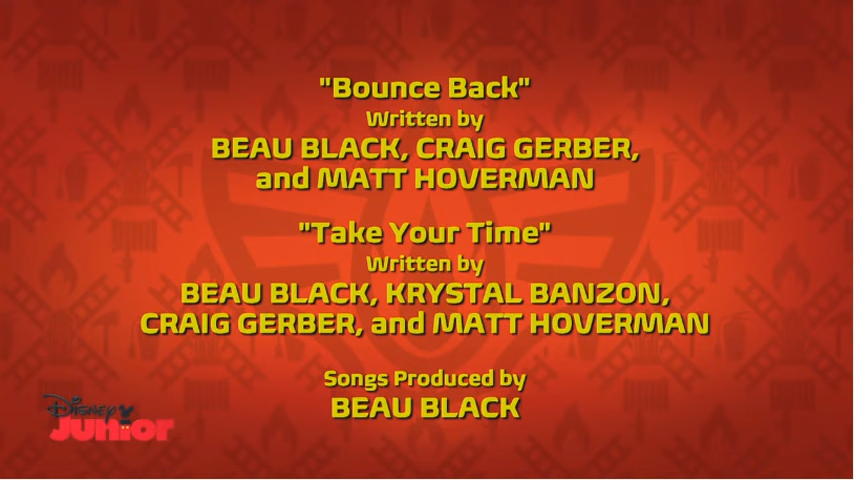 "Bounce Back"
Written by
BEAU BLACK, CRAIG GERBER,
and MATT HOVERMAN
"Take Your Time"
Written by
BEAU BLACK, KRYSTAL BANZON,
CRAIG GERBER, and MATT HOVERMAN
Songs Produced by
BEAU BLACK
Disney
Junior